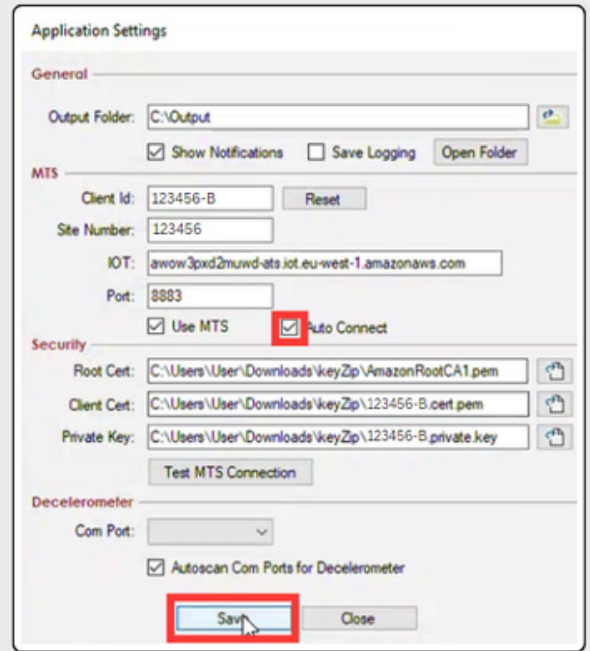 Application Settings
General
Output Folder: C:\Output
Show Notifications Save Logging Open Folder
MTS
Client Id: 123456-B Reset
Site Number: 123456
IOT: awow3pxd2muwd-ats.iot.eu-west-1.amazonaws.com
Port: 8883
Use MTS Auto Connect
Security
Root Cert: C:\Users\User\Downloads\keyZip\AmazonRootCA1.pem
Client Cert: C:\Users\User\Downloads\keyZip\123456-B.cert.pem
Private Key: C:\Users\User\Downloads\keyZip\123456-B.private.key
Test MTS Connection
Decelerometer
Com Port:
Autoscan Com Ports for Decelerometer
Save Close